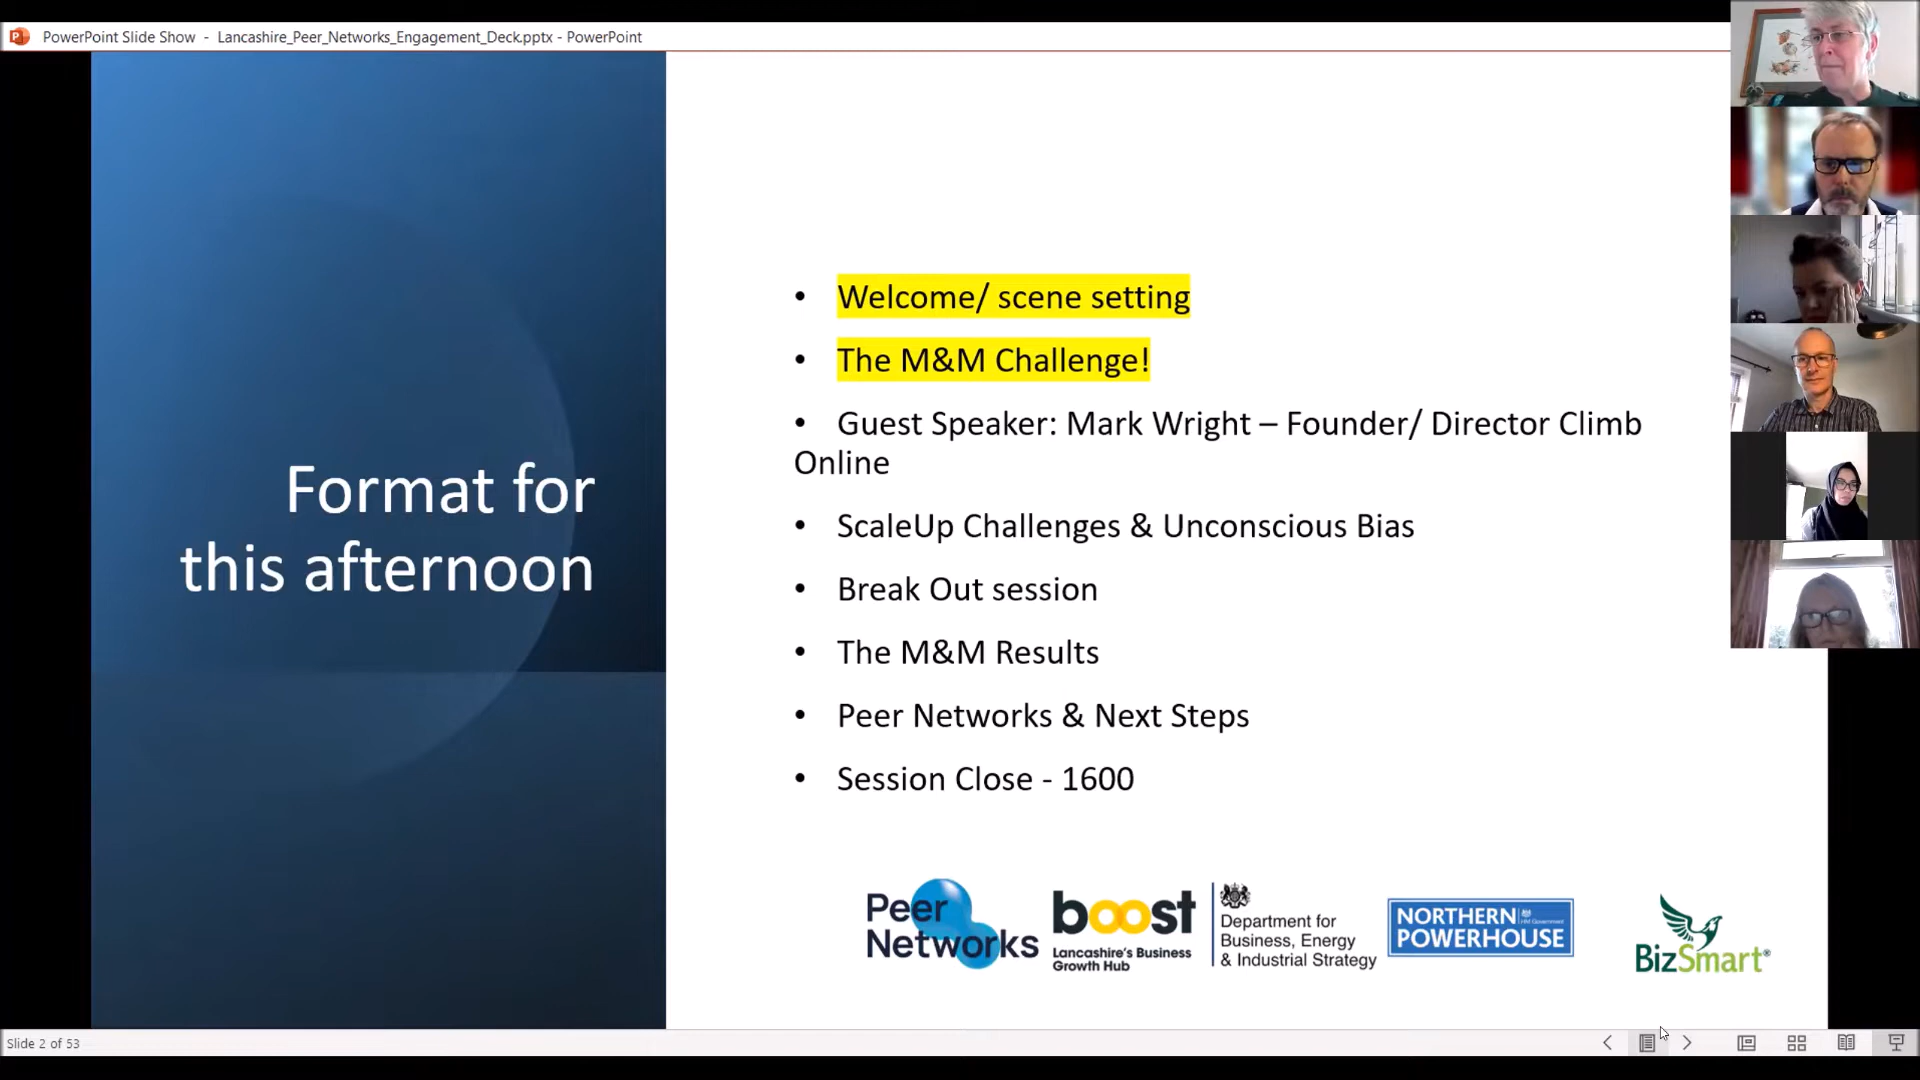 PowerPoint Slide Show - Lancashire_Peer_Networks_Engagement_Deck.pptx - PowerPoint
Format for
this afternoon
• Welcome/ scene setting
• The M&M Challenge!
• Guest Speaker: Mark Wright – Founder/ Director Climb
Online
• ScaleUp Challenges & Unconscious Bias
• Break Out session
• The M&M Results
• Peer Networks & Next Steps
• Session Close - 1600
Peer
Networks
boost
Lancashire's Business
Growth Hub
Department for
Business, Energy
& Industrial Strategy
NORTHERN HM Government
POWERHOUSE
BizSmart®
Slide 2 of 53